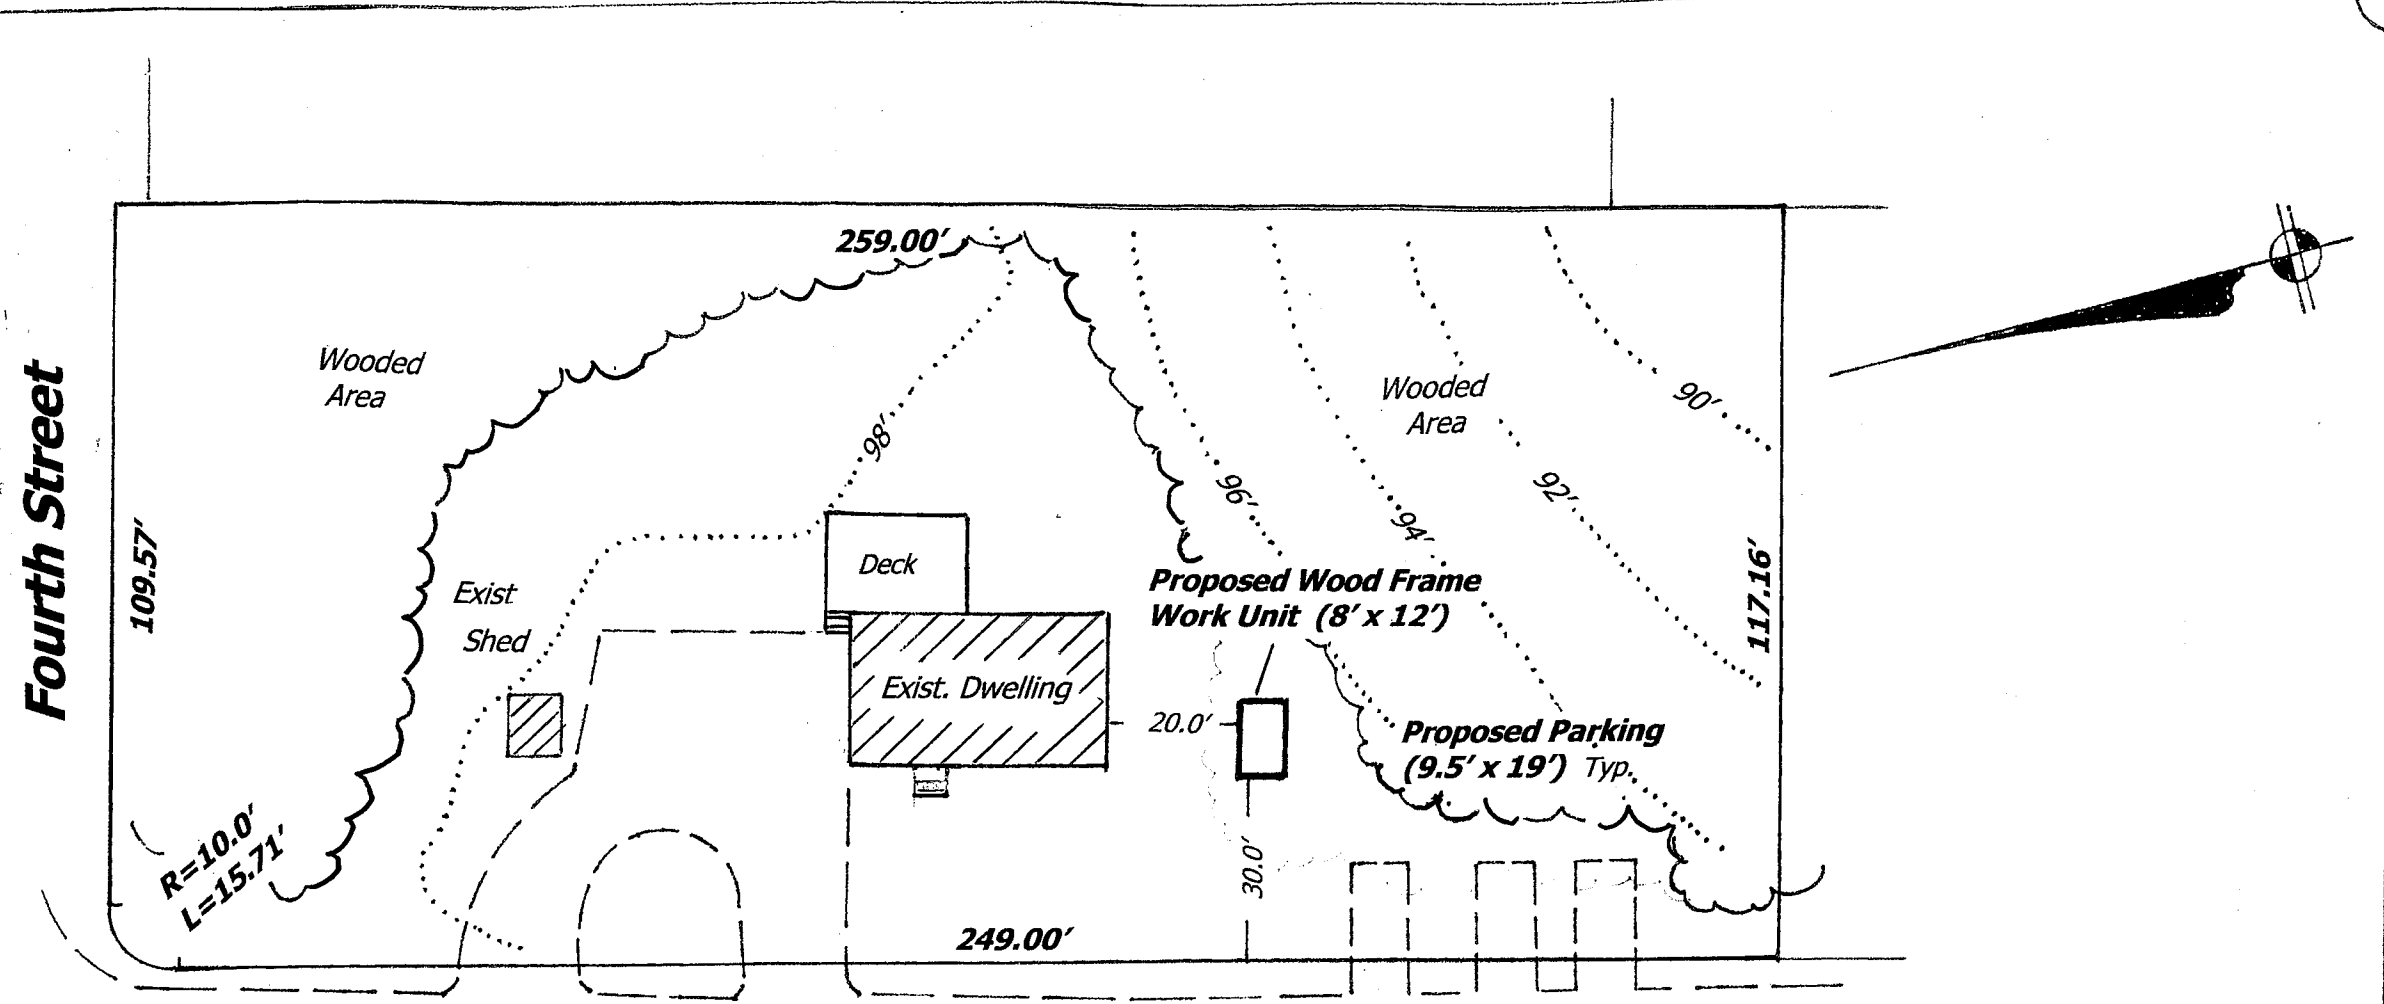 259.00'
Wooded
Area
Wooded
Area
Fourth Street
90'
98'
96'
92'
94'
109.57'
117.16'
Deck
Exist
Shed
Proposed Wood Frame
Work Unit (8' x 12')
Exist. Dwelling
20.0'
Proposed Parking
(9.5' x 19') Typ.
R=10.0'
L=15.71'
30.0'
249.00'